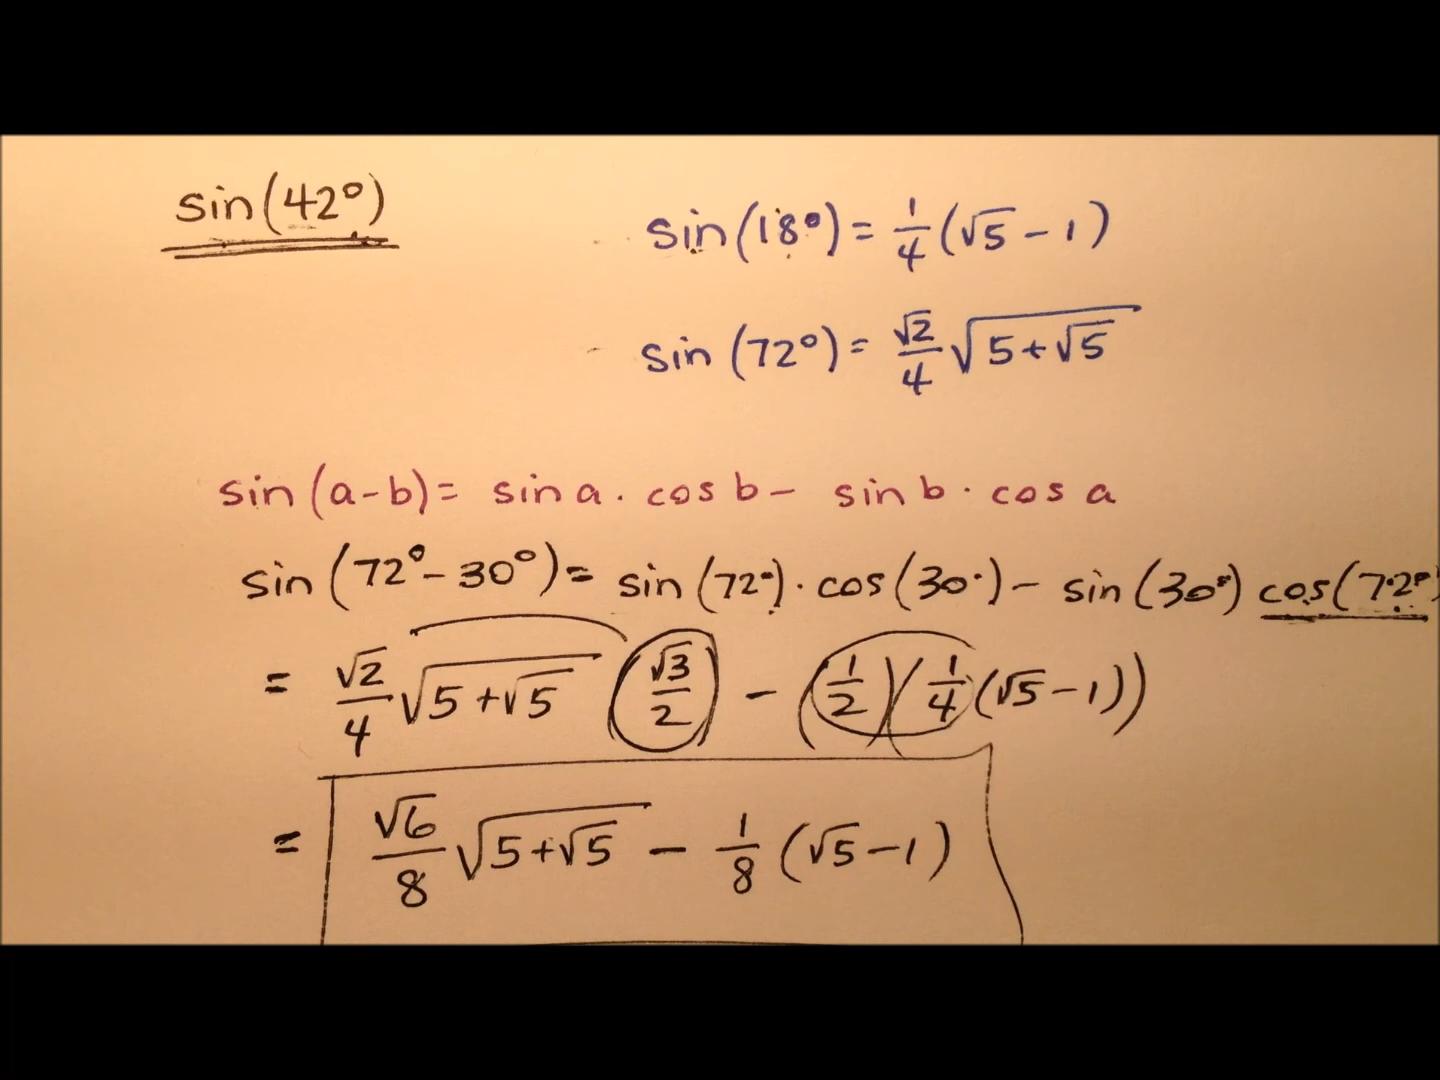 sin(42°)
sin(18°) = 1/4 (√5 - 1)
sin(72°) = √2/4 √(5+√5)
sin(a-b) = sin a · cos b - sin b · cos a
sin(72° - 30°) = sin(72°) · cos(30°) - sin(30°) cos(72°)
= √2/4 √(5+√5) (√3/2) - (1/2)(1/4 (√5 - 1))
= √6/8 √(5+√5) - 1/8 (√5 - 1)